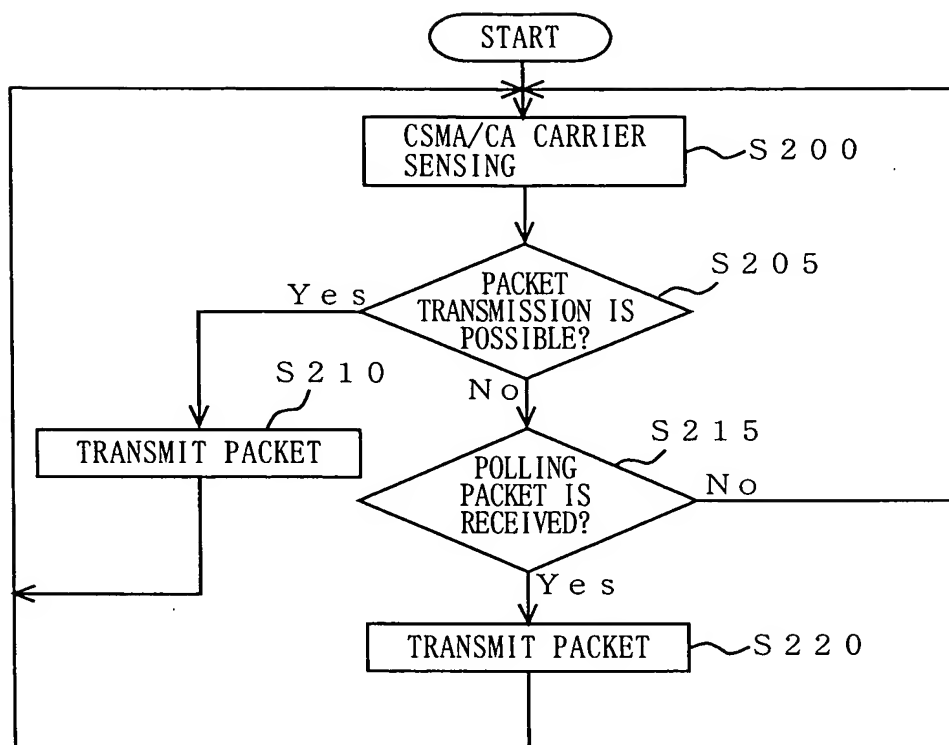 START
CSMA/CA CARRIER
SENSING
S200
PACKET
TRANSMISSION IS
POSSIBLE?
S205
Yes
No
S210
TRANSMIT PACKET
POLLING
PACKET IS
RECEIVED?
S215
No
Yes
TRANSMIT PACKET
S220